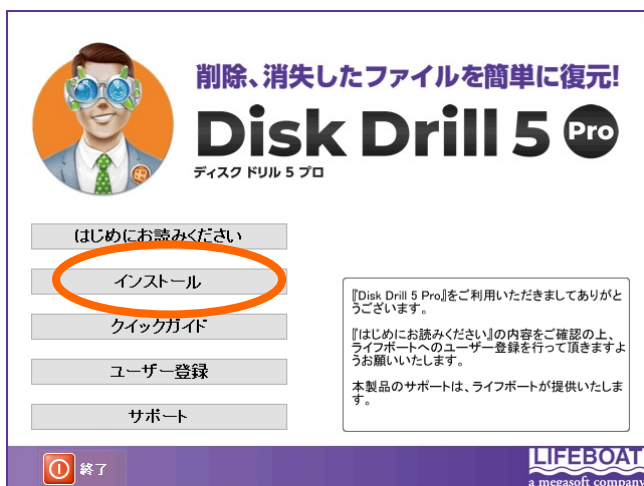 削除、消失したファイルを簡単に復元!
Disk Drill 5 Pro
ディスク ドリル 5 プロ
はじめにお読みください
インストール
クイックガイド
ユーザー登録
サポート
『Disk Drill 5 Pro』をご利用いただきましてありがと
うございます。
『はじめにお読みください』の内容をご確認の上、
ライフボートへのユーザー登録を行って頂きますよ
うお願いいたします。
本製品のサポートは、ライフボートが提供いたしま
す。
終了
LIFEBOAT
a megasoft company